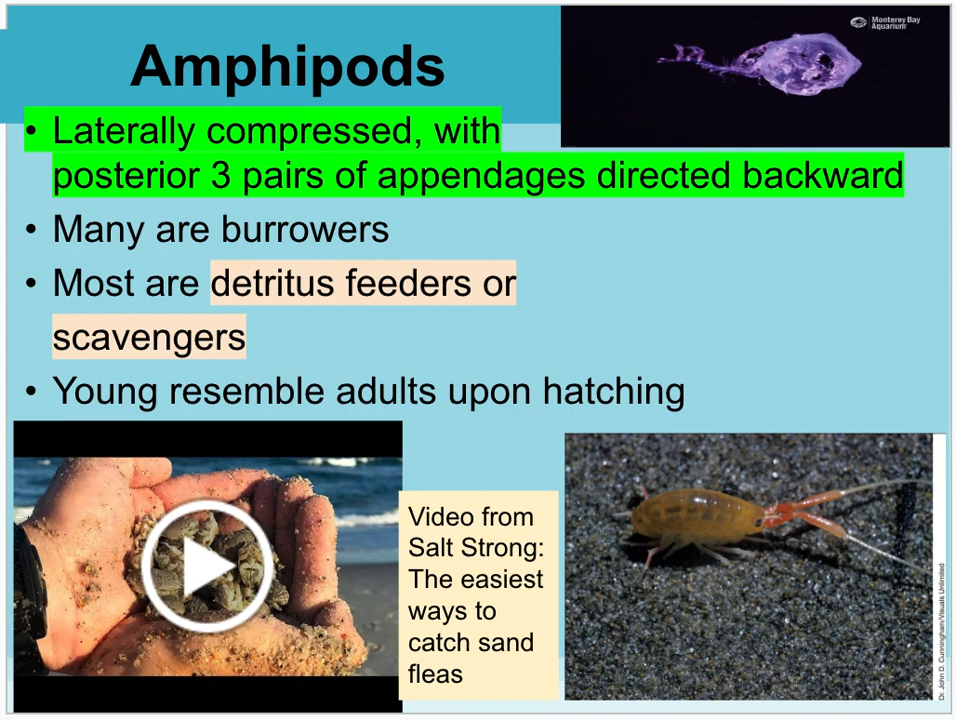 Amphipods
Monterey Bay
Aquarium
• Laterally compressed, with
posterior 3 pairs of appendages directed backward
• Many are burrowers
• Most are detritus feeders or
scavengers
• Young resemble adults upon hatching
Video from
Salt Strong:
The easiest
ways to
catch sand
fleas
Dr. John D. Cunningham/Visuals Unlimited